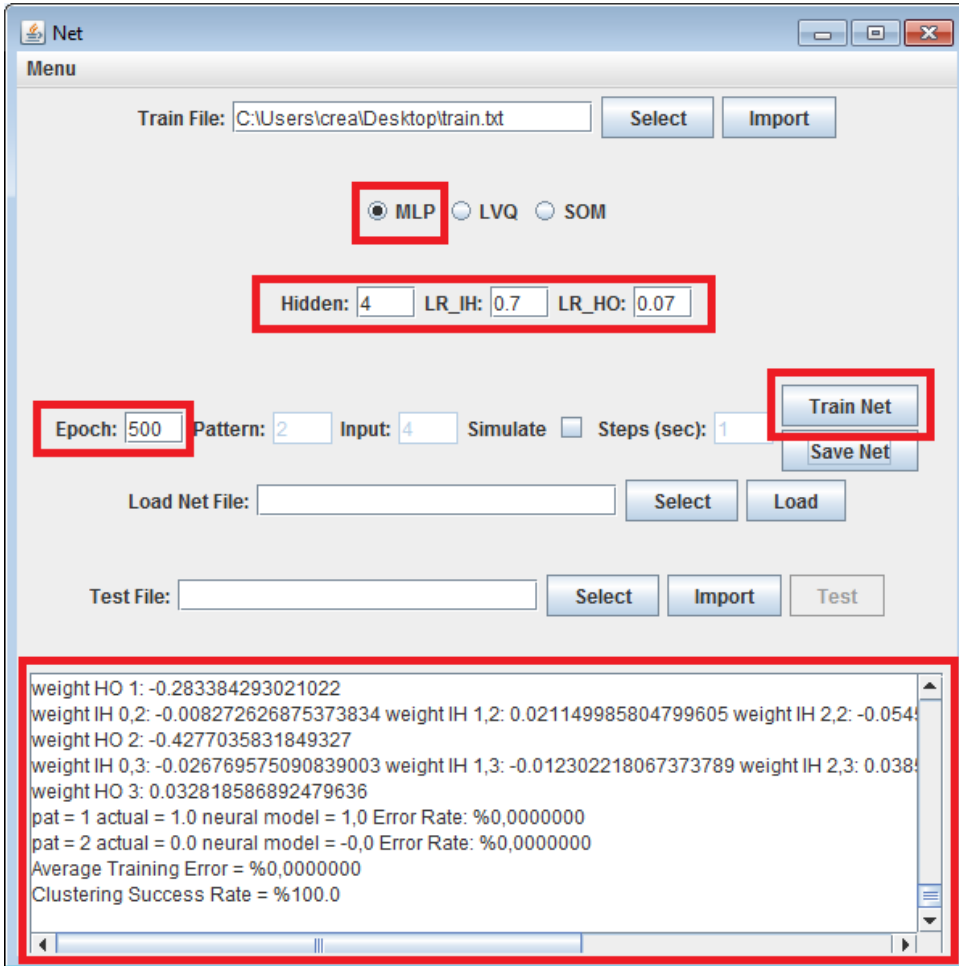 Net
Menu
Train File: C:\Users\crea\Desktop\train.txt Select Import
MLP LVQ SOM
Hidden: 4 LR_IH: 0.7 LR_HO: 0.07
Train Net
Epoch: 500 Pattern: 2 Input: 4 Simulate Steps (sec): 1
Save Net
Load Net File: Select Load
Test File: Select Import Test
weight HO 1: -0.283384293021022
weight IH 0,2: -0.008272626875373834 weight IH 1,2: 0.021149985804799605 weight IH 2,2: -0.054
weight HO 2: -0.4277035831849327
weight IH 0,3: -0.026769575090839003 weight IH 1,3: -0.012302218067373789 weight IH 2,3: 0.038
weight HO 3: 0.032818586892479636
pat = 1 actual = 1.0 neural model = 1,0 Error Rate: %0,0000000
pat = 2 actual = 0.0 neural model = -0,0 Error Rate: %0,0000000
Average Training Error = %0,0000000
Clustering Success Rate = %100.0